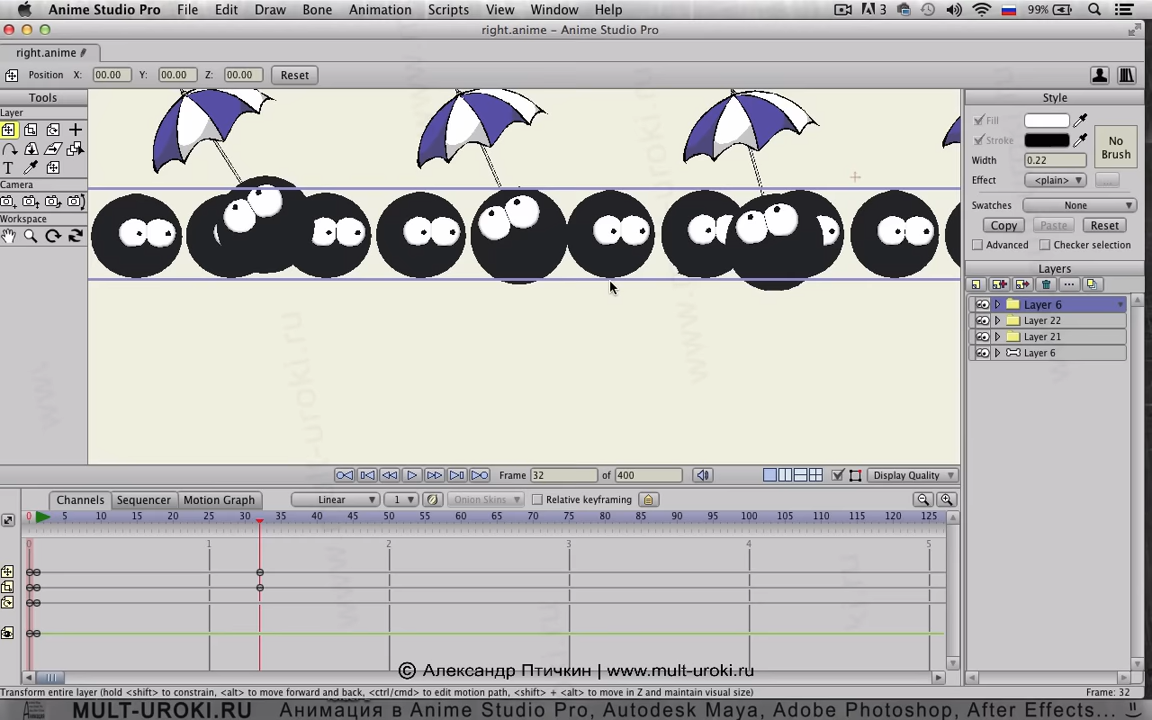 Anime Studio Pro File Edit Draw Bone Animation Scripts View Window Help 3 99%
right.anime – Anime Studio Pro
right.anime
Position X: 00.00 Y: 00.00 Z: 00.00 Reset
Tools
Layer
T
Camera
Workspace
Style
Fill
Stroke
No Brush
Width 0.22
Effect <plain> ...
Swatches None
Copy Paste Reset
Advanced Checker selection
Layers
Layer 6
Layer 22
Layer 21
Layer 6
Frame 32 of 400 Display Quality
Channels Sequencer Motion Graph Linear 1 Onion Skins Relative keyframing
0 5 10 15 20 25 30 35 40 45 50 55 60 65 70 75 80 85 90 95 100 105 110 115 120 125
0 1 2 3 4 5
© Александр Птичкин | www.mult-uroki.ru
Transform entire layer (hold <shift> to constrain, <alt> to move forward and back, <ctrl/cmd> to edit motion path, <shift> + <alt> to move in Z and maintain visual size) Frame: 32
MULT-UROKI.RU Анимация в Anime Studio Pro, Autodesk Maya, Adobe Photoshop, After Effects...